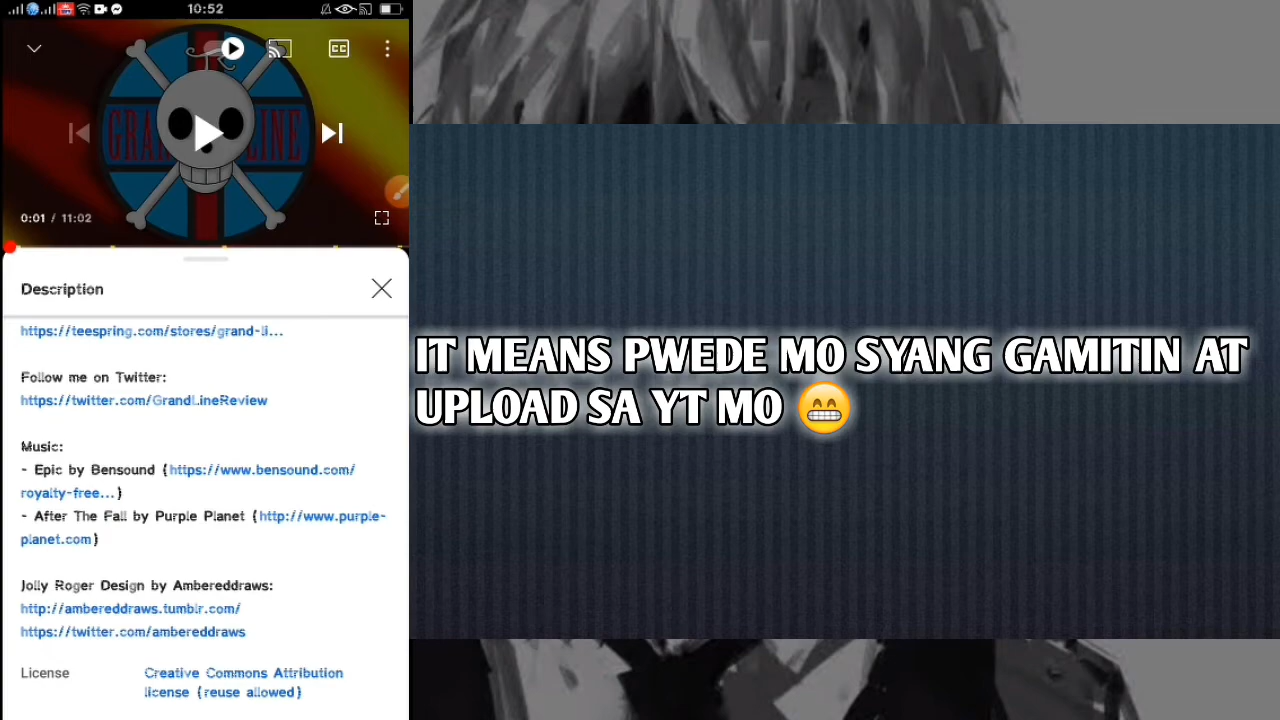 10:52
CC
GRAND LINE
0:01 / 11:02
Description
https://teespring.com/stores/grand-li...
Follow me on Twitter:
https://twitter.com/GrandLineReview
Music:
- Epic by Bensound (https://www.bensound.com/
royalty-free...)
- After The Fall by Purple Planet (http://www.purple-
planet.com)
Jolly Roger Design by Ambereddraws:
http://ambereddraws.tumblr.com/
https://twitter.com/ambereddraws
License Creative Commons Attribution
license (reuse allowed)
IT MEANS PWEDE MO SYANG GAMITIN AT
UPLOAD SA YT MO 😁